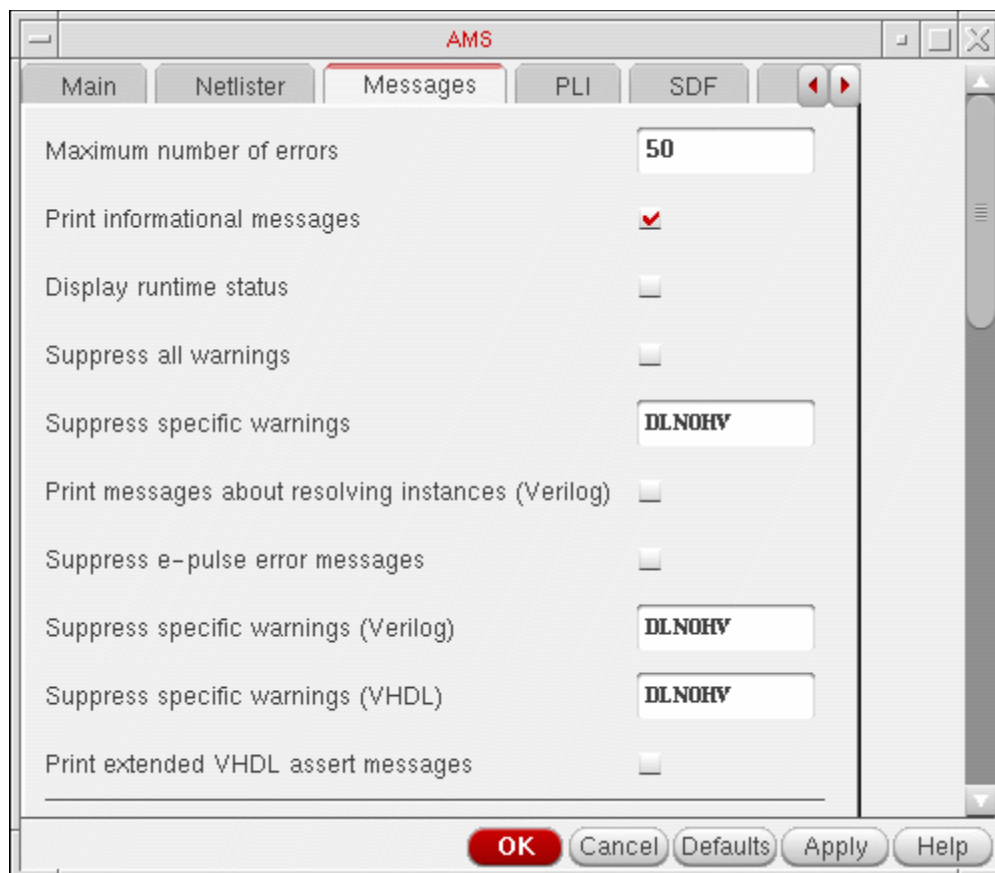 AMS
Main Netlister Messages PLI SDF
Maximum number of errors 50
Print informational messages
Display runtime status
Suppress all warnings
Suppress specific warnings DLNOHV
Print messages about resolving instances (Verilog)
Suppress e-pulse error messages
Suppress specific warnings (Verilog) DLNOHV
Suppress specific warnings (VHDL) DLNOHV
Print extended VHDL assert messages
OK Cancel Defaults Apply Help